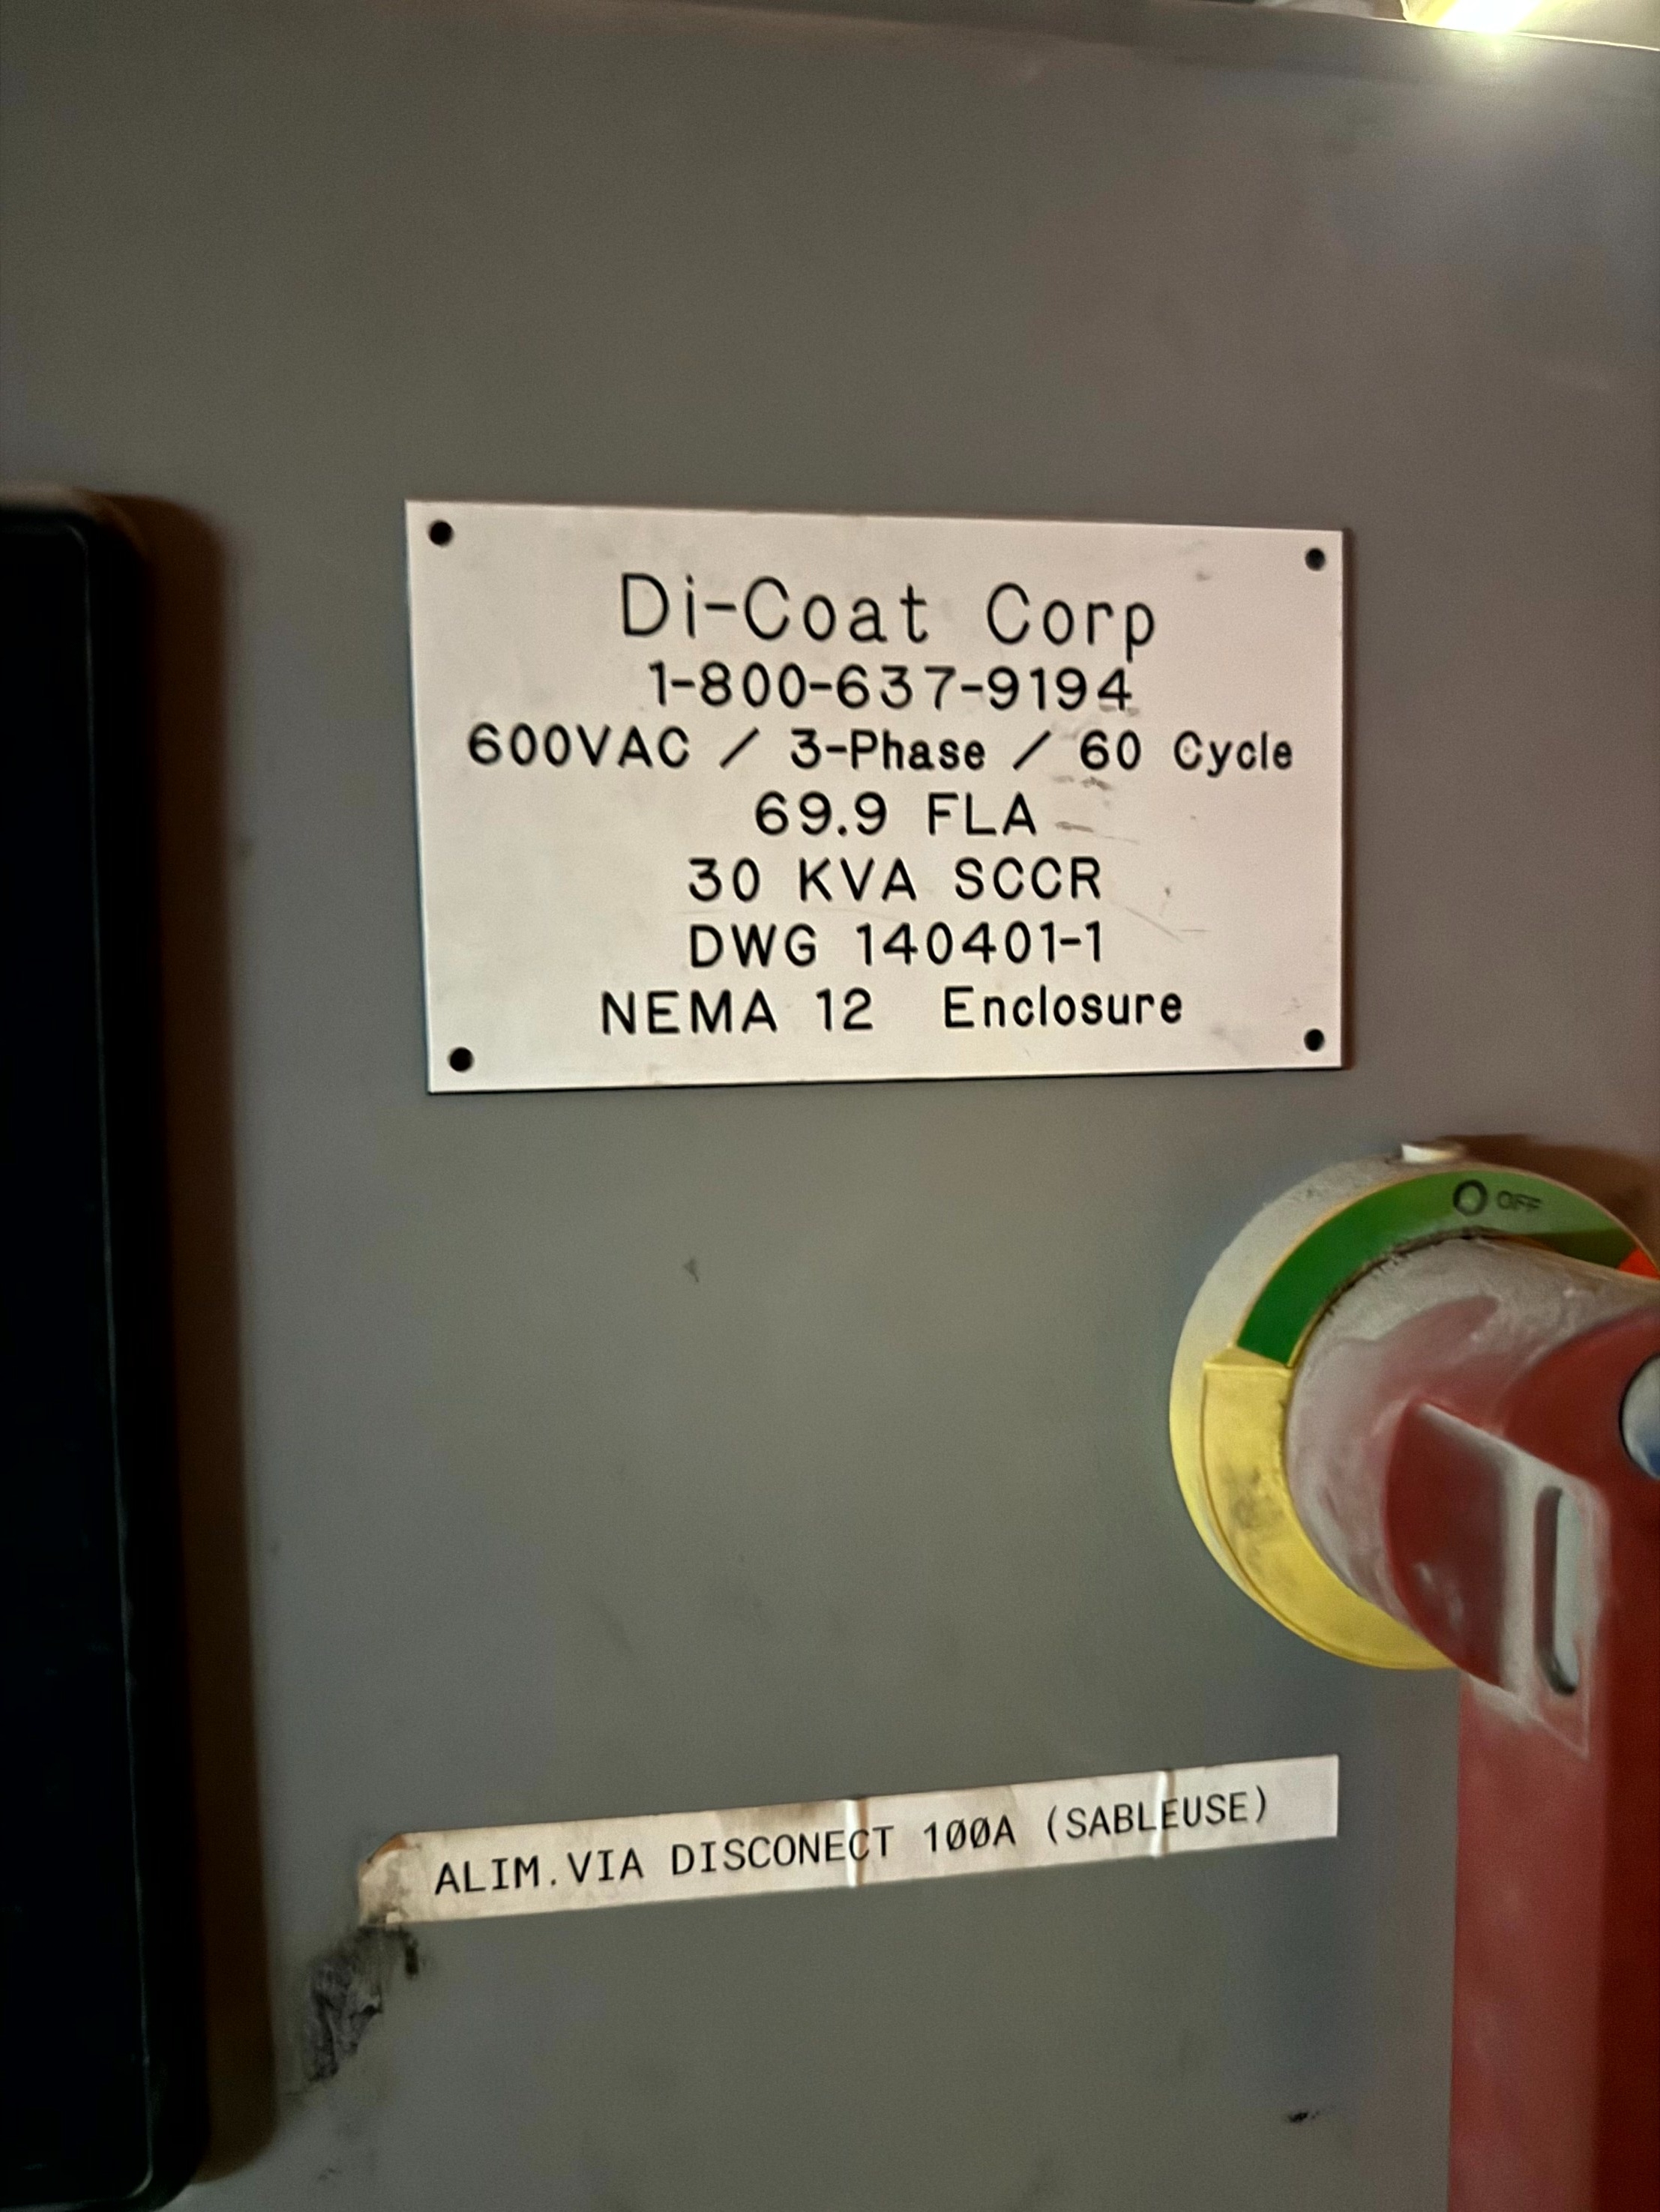 Di-Coat Corp
1-800-637-9194
600VAC / 3-Phase / 60 Cycle
69.9 FLA
30 KVA SCCR
DWG 140401-1
NEMA 12 Enclosure
O OFF
ALIM.VIA DISCONECT 100A (SABLEUSE)